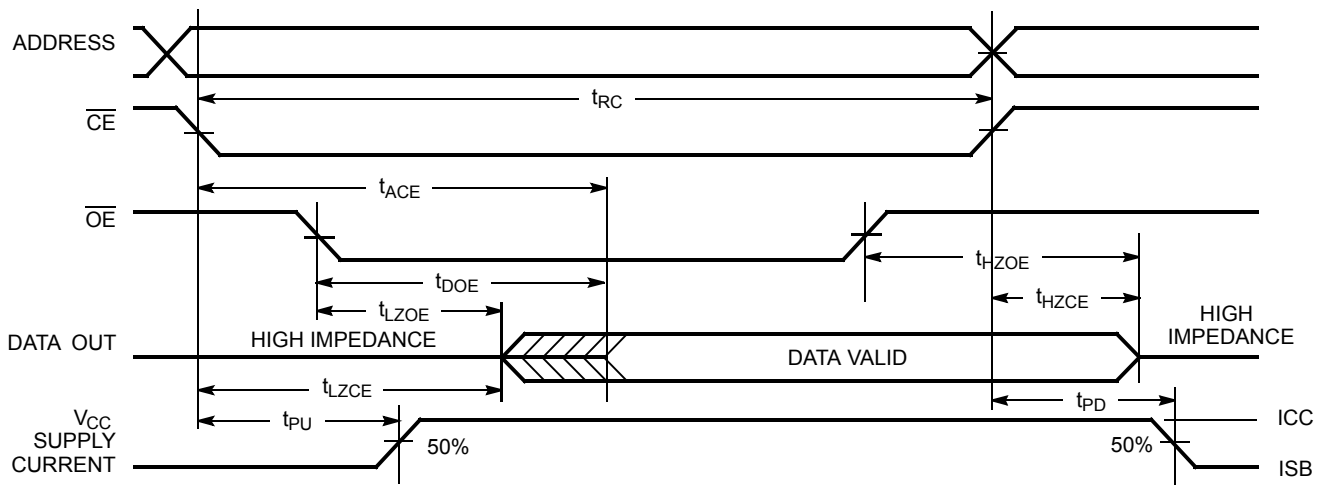 ADDRESS
tRC
CE
tACE
OE
tHZOE
tDOE
tLZOE
tHZCE
HIGH
IMPEDANCE
DATA OUT
HIGH IMPEDANCE
DATA VALID
tLZCE
tPD
VCC
SUPPLY
CURRENT
tPU
50%
50%
ICC
ISB